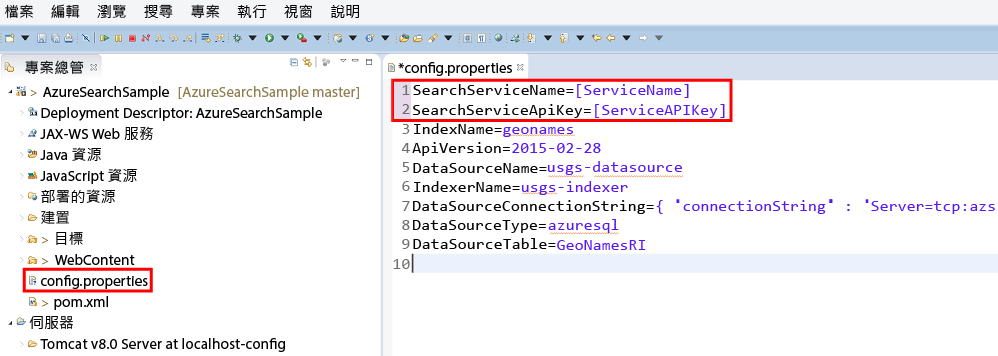 檔案 編輯 瀏覽 搜尋 專案 執行 視窗 說明
專案總管
> AzureSearchSample [AzureSearchSample master]
Deployment Descriptor: AzureSearchSample
JAX-WS Web 服務
Java 資源
JavaScript 資源
部署的資源
建置
> 目標
> WebContent
config.properties
> pom.xml
伺服器
Tomcat v8.0 Server at localhost-config
*config.properties
1 SearchServiceName=[ServiceName]
2 SearchServiceApiKey=[ServiceAPIKey]
3 IndexName=geonames
4 ApiVersion=2015-02-28
5 DataSourceName=usgs-datasource
6 IndexerName=usgs-indexer
7 DataSourceConnectionString={ 'connectionString' : 'Server=tcp:azs
8 DataSourceType=azuresql
9 DataSourceTable=GeoNamesRI
10